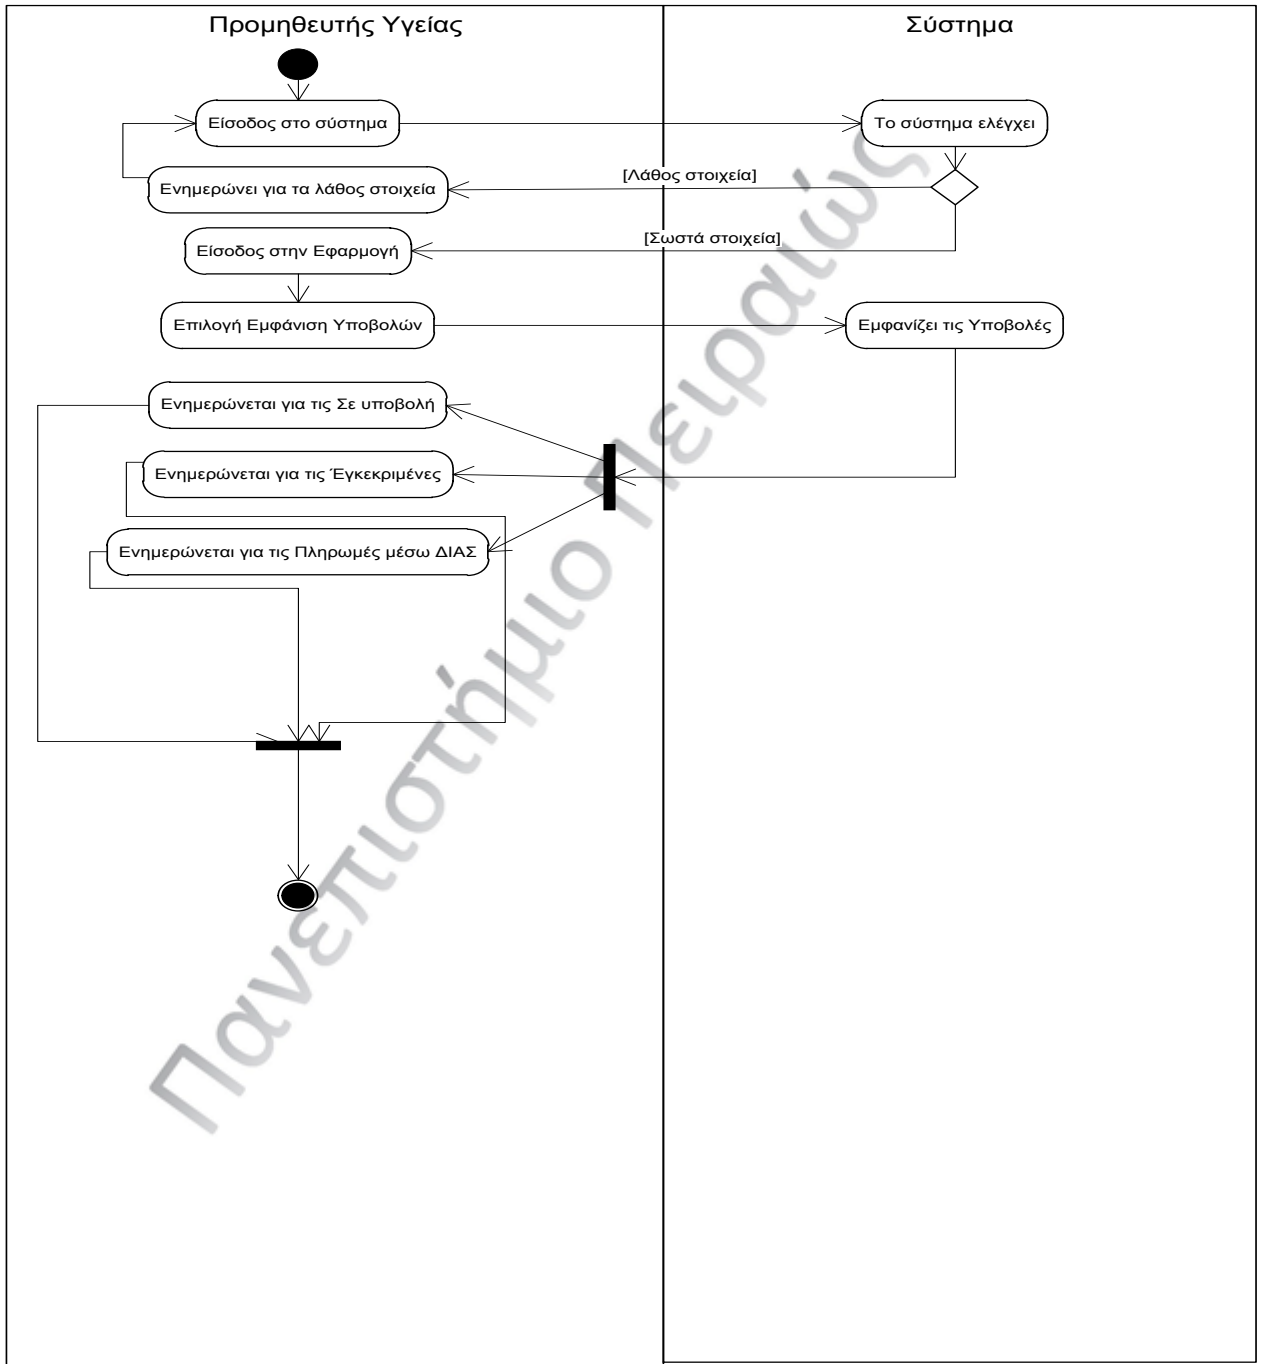 Προμηθευτής Υγείας
Σύστημα
Είσοδος στο σύστημα
Το σύστημα ελέγχει
[Λάθος στοιχεία]
Ενημερώνει για τα λάθος στοιχεία
[Σωστά στοιχεία]
Είσοδος στην Εφαρμογή
Επιλογή Εμφάνιση Υποβολών
Εμφανίζει τις Υποβολές
Ενημερώνεται για τις Σε υποβολή
Ενημερώνεται για τις Έγκεκριμένες
Ενημερώνεται για τις Πληρωμές μέσω ΔΙΑΣ
Πανεπιστήμιο Πειραιώς